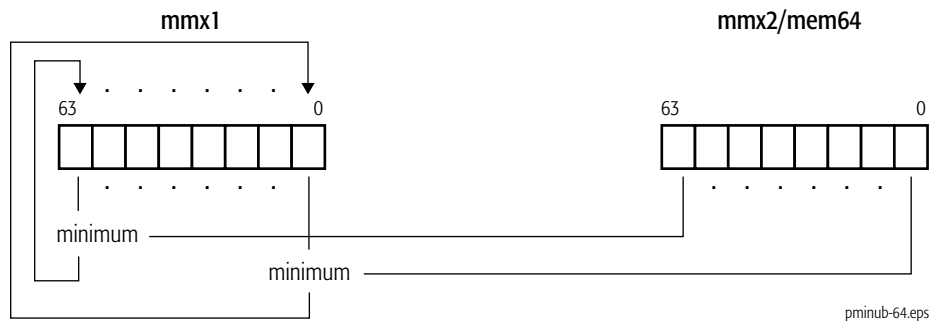 mmx1 mmx2/mem64
. . . . . .
63 0 63 0
. . . . . . . . . . . .
minimum
minimum
pminub-64.eps